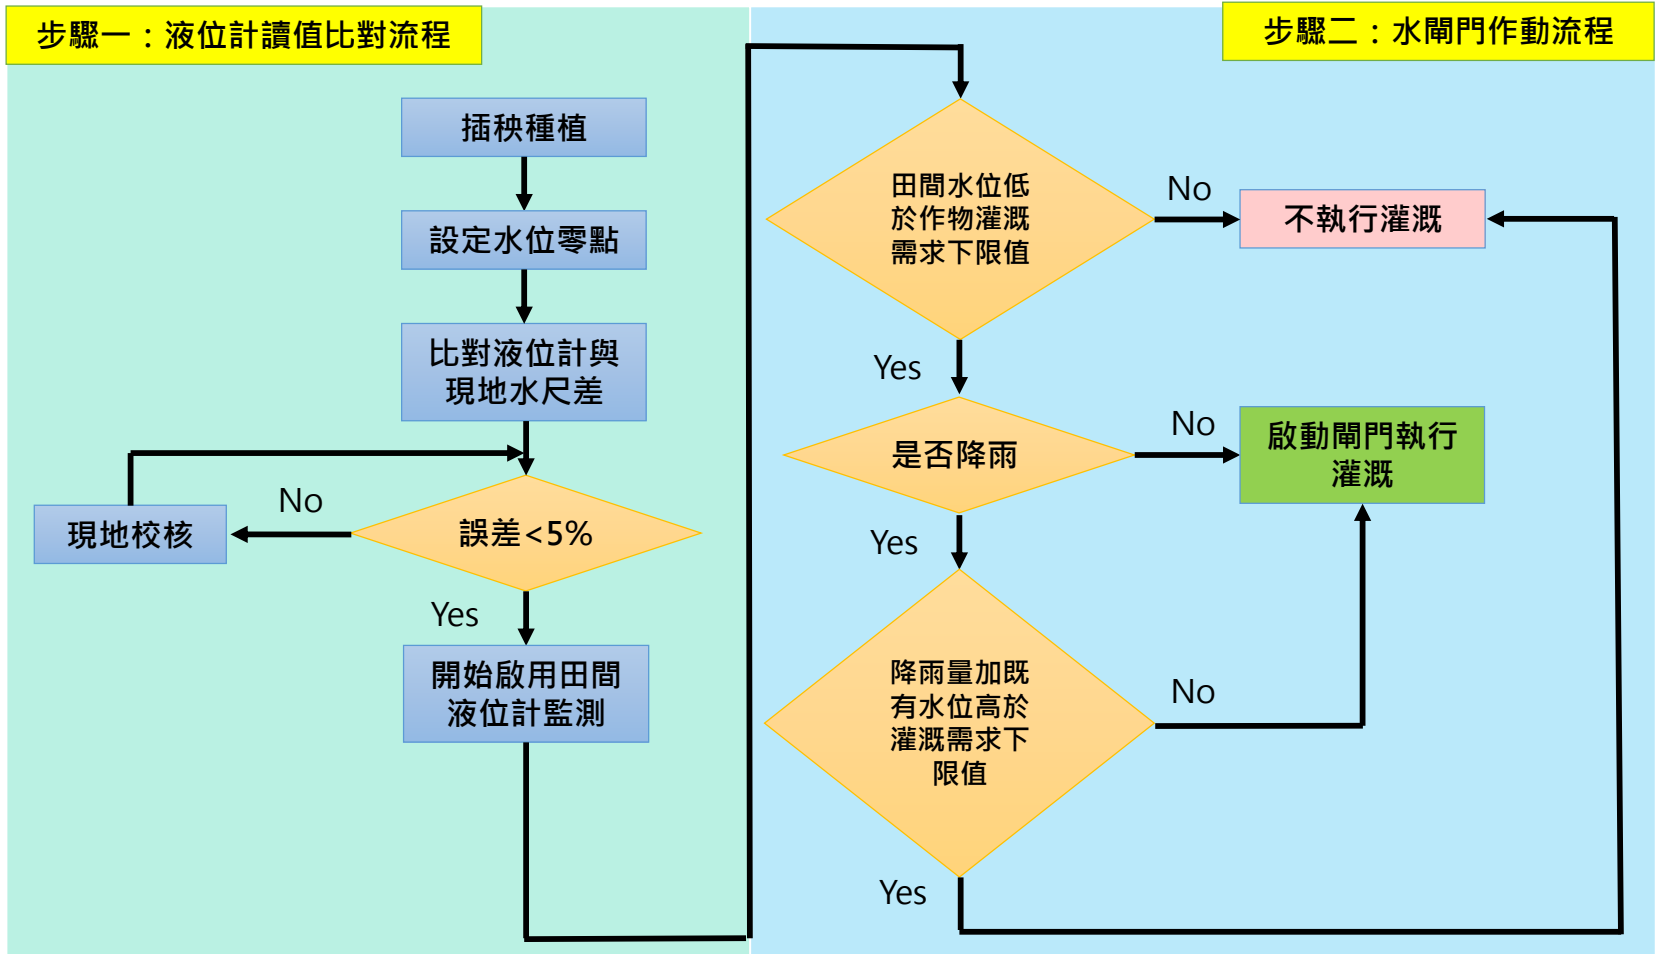 步驟一：液位計讀值比對流程
插秧種植
設定水位零點
比對液位計與
現地水尺差
誤差<5%
No
現地校核
Yes
開始啟用田間
液位計監測
步驟二：水閘門作動流程
田間水位低
於作物灌溉
需求下限值
No
不執行灌溉
Yes
是否降雨
No
啟動閘門執行
灌溉
Yes
降雨量加既
有水位高於
灌溉需求下
限值
No
Yes